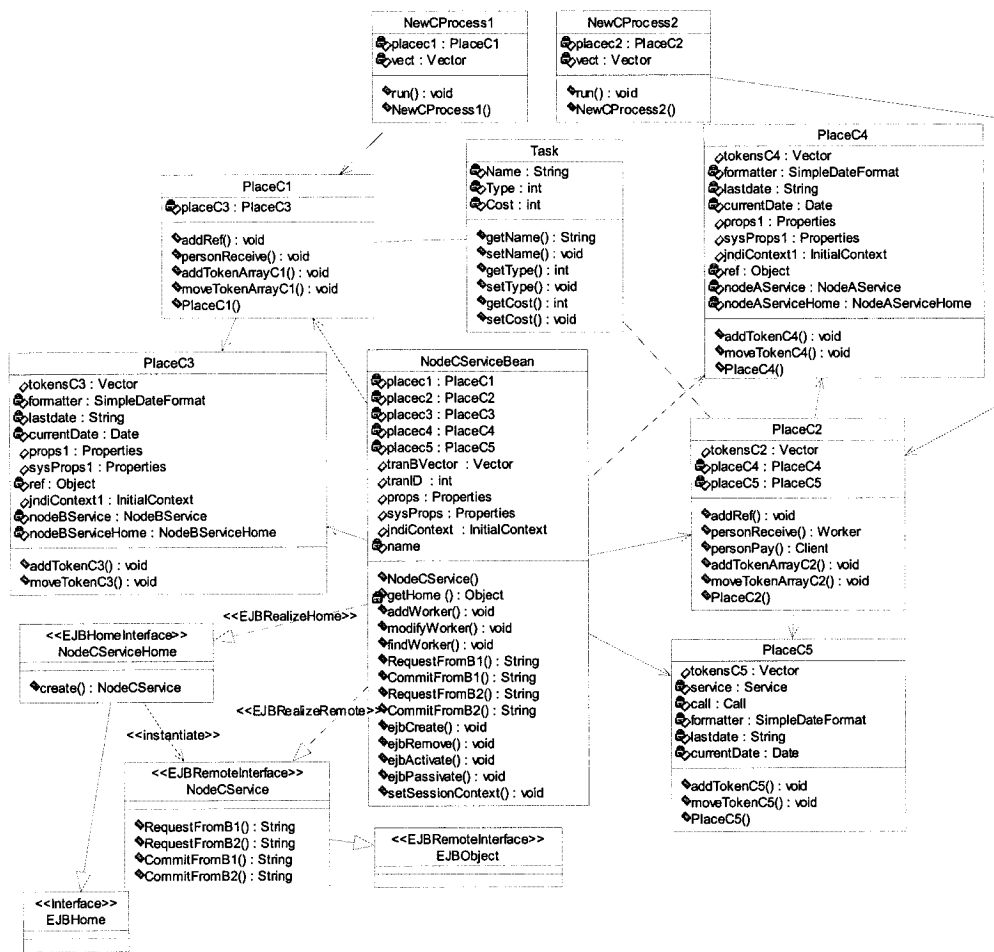 NewCProcess1
placec1 : PlaceC1
vect : Vector
run() : void
NewCProcess1()
NewCProcess2
placec2 : PlaceC2
vect : Vector
run() : void
NewCProcess2()
Task
Name : String
Type : int
Cost : int
getName() : String
setName() : void
getType() : int
setType() : void
getCost() : int
setCost() : void
PlaceC4
tokensC4 : Vector
formatter : SimpleDateFormat
lastdate : String
currentDate : Date
props1 : Properties
sysProps1 : Properties
jndiContext1 : InitialContext
ref : Object
nodeAService : NodeAService
nodeAServiceHome : NodeAServiceHome
addTokenC4() : void
moveTokenC4() : void
PlaceC4()
PlaceC1
placeC3 : PlaceC3
addRef() : void
personReceive() : void
addTokenArrayC1() : void
moveTokenArrayC1() : void
PlaceC1()
PlaceC3
tokensC3 : Vector
formatter : SimpleDateFormat
lastdate : String
currentDate : Date
props1 : Properties
sysProps1 : Properties
ref : Object
jndiContext1 : InitialContext
nodeBService : NodeBService
nodeBServiceHome : NodeBServiceHome
addTokenC3() : void
moveTokenC3() : void
NodeCServiceBean
placec1 : PlaceC1
placec2 : PlaceC2
placec3 : PlaceC3
placec4 : PlaceC4
placec5 : PlaceC5
tranBVector : Vector
tranID : int
props : Properties
sysProps : Properties
jndiContext : InitialContext
name
NodeCService()
getHome () : Object
addWorker() : void
modifyWorker() : void
findWorker() : void
RequestFromB1() : String
CommitFromB1() : String
RequestFromB2() : String
CommitFromB2() : String
ejbCreate() : void
ejbRemove() : void
ejbActivate() : void
ejbPassivate() : void
setSessionContext() : void
PlaceC2
tokensC2 : Vector
placeC4 : PlaceC4
placeC5 : PlaceC5
addRef() : void
personReceive() : Worker
personPay() : Client
addTokenArrayC2() : void
moveTokenArrayC2() : void
PlaceC2()
PlaceC5
tokensC5 : Vector
service : Service
call : Call
formatter : SimpleDateFormat
lastdate : String
currentDate : Date
addTokenC5() : void
moveTokenC5() : void
PlaceC5()
<<EJBRealizeHome>>
<<EJBHomeInterface>>
NodeCServiceHome
create() : NodeCService
<<EJBRealizeRemote>>
<<instantiate>>
<<EJBRemoteInterface>>
NodeCService
RequestFromB1() : String
RequestFromB2() : String
CommitFromB1() : String
CommitFromB2() : String
<<EJBRemoteInterface>>
EJBObject
<<Interface>>
EJBHome